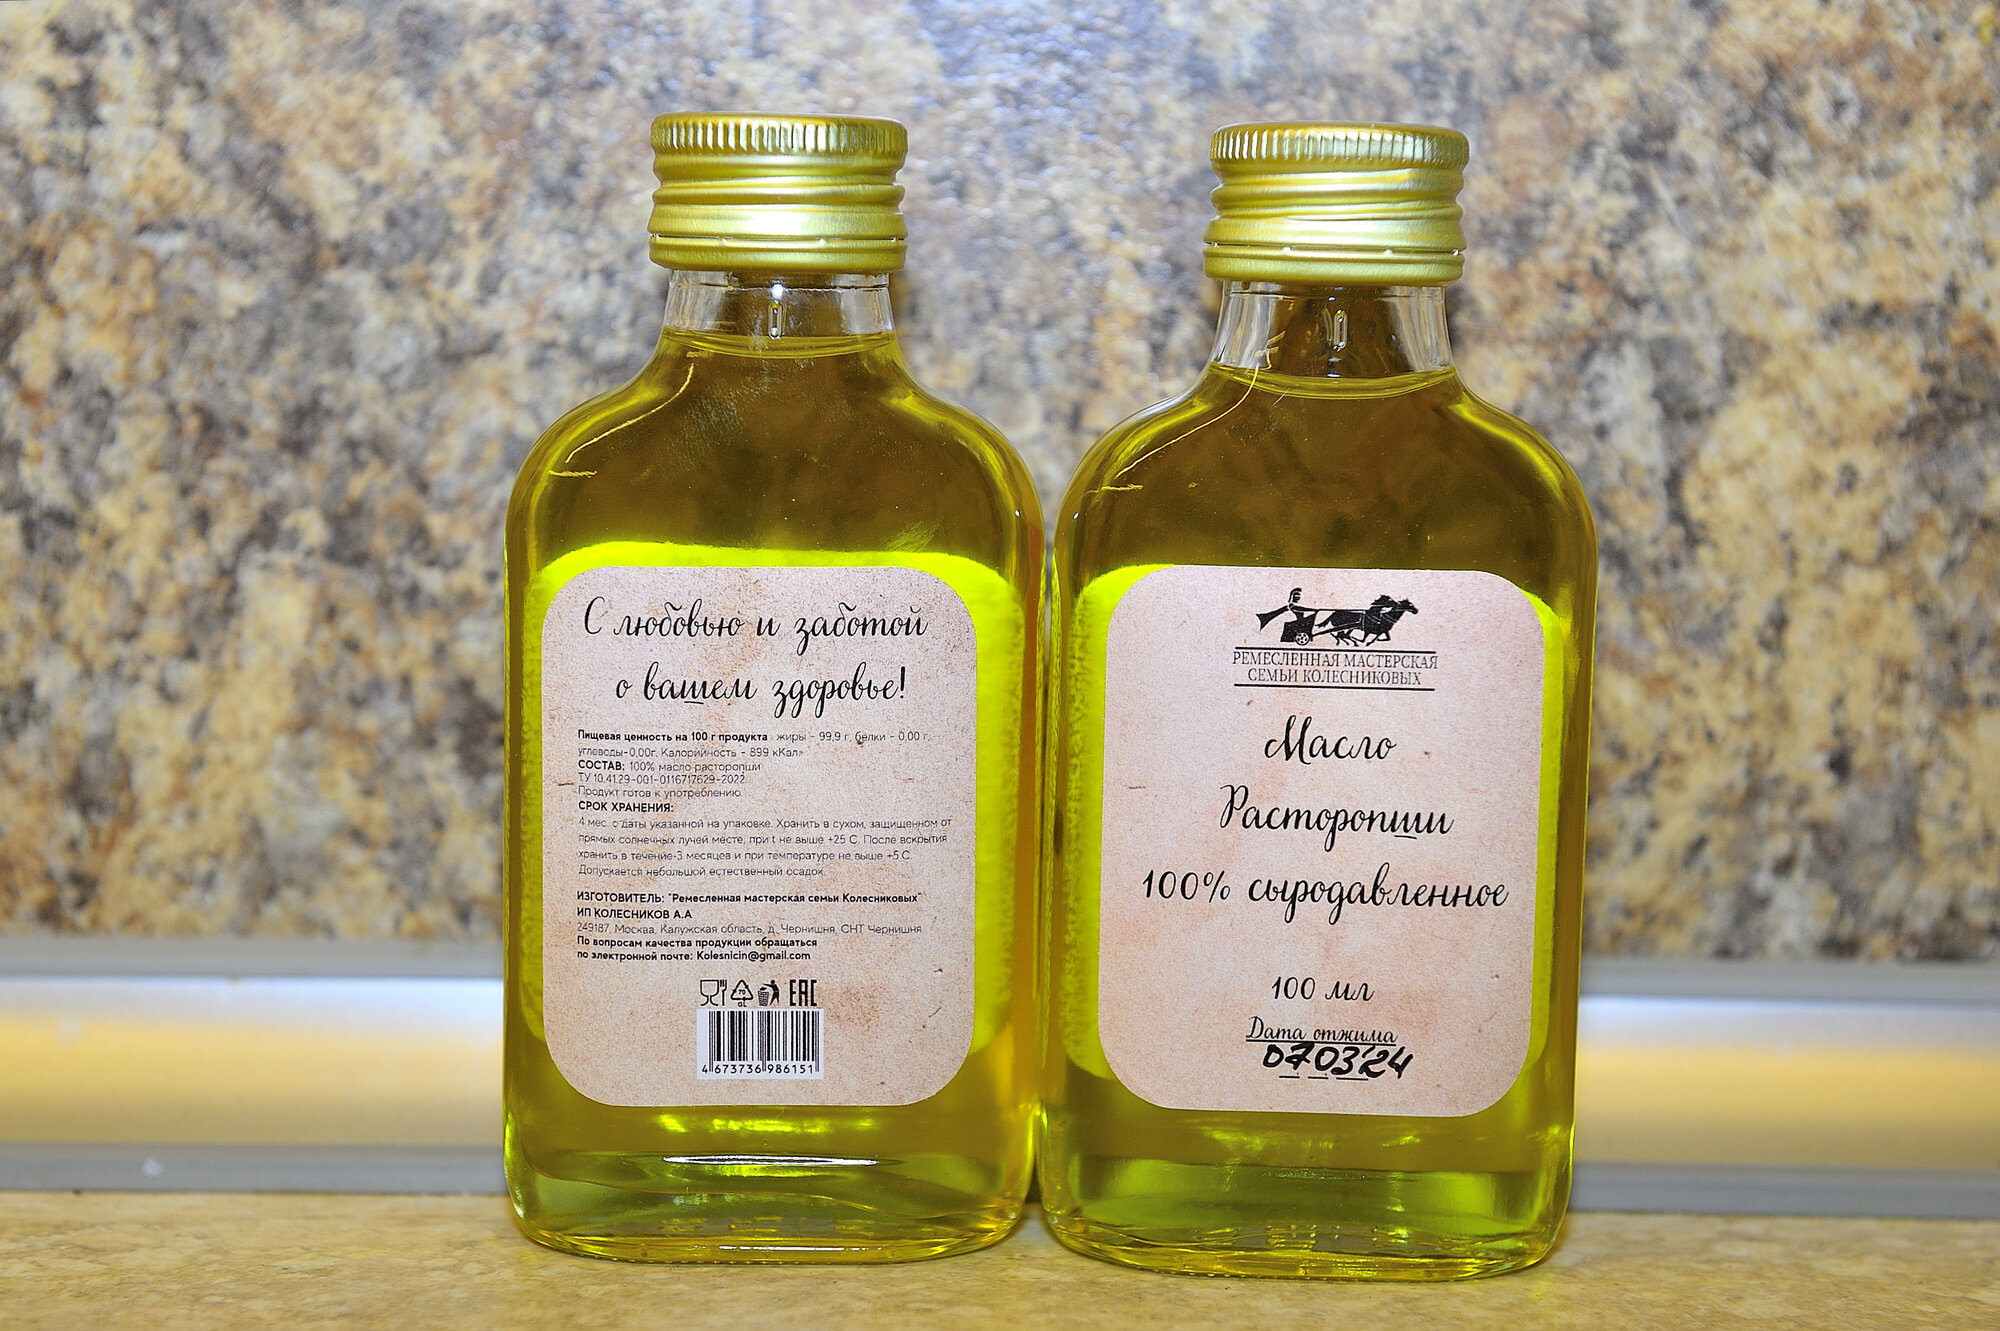 С любовью и заботой
о вашем здоровье!
Пищевая ценность на 100 г продукта : жиры - 99,9 г, белки - 0,00 г,
углеводы-0,00г. Калорийность - 899 кКал.
СОСТАВ: 100% масло расторопши
ТУ 10.41.29-001-0116717629-2022
Продукт готов к употреблению.
СРОК ХРАНЕНИЯ:
4 мес. с даты указанной на упаковке. Хранить в сухом, защищенном от
прямых солнечных лучей месте, при t не выше +25 С. После вскрытия
хранить в течение 3 месяцев и при температуре не выше +5 С.
Допускается небольшой естественный осадок.
ИЗГОТОВИТЕЛЬ: "Ремесленная мастерская семьи Колесниковых"
ИП КОЛЕСНИКОВ А.А
249187, Москва, Калужская область, д. Чернишня, СНТ Чернишня
По вопросам качества продукции обращаться
по электронной почте: Kolesnicin@gmail.com
70
GL
EAC
4 673736 986151
РЕМЕСЛЕННАЯ МАСТЕРСКАЯ
СЕМЬИ КОЛЕСНИКОВЫХ
Масло
Расторопши
100% сыродавленное
100 мл
Дата отжима
07.03.24